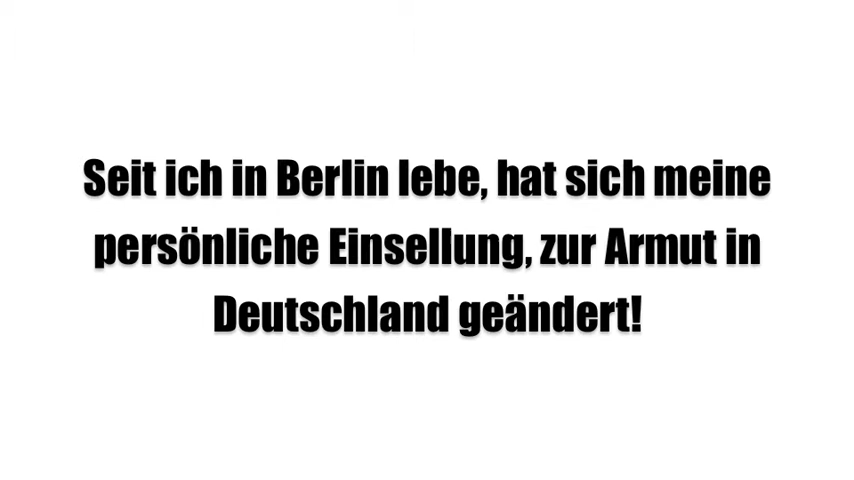 Seit ich in Berlin lebe, hat sich meine
persönliche Einsellung, zur Armut in
Deutschland geändert!